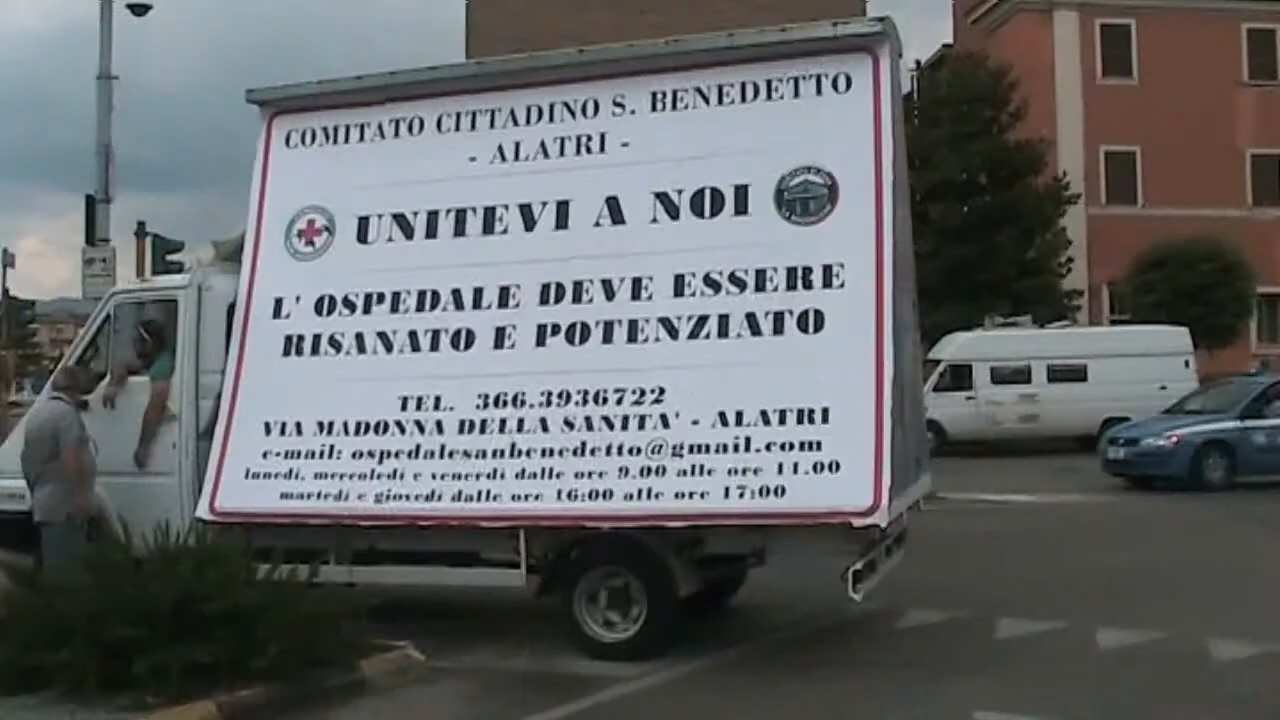 COMITATO CITTADINO S. BENEDETTO
- ALATRI -
UNITEVI A NOI
L' OSPEDALE DEVE ESSERE
RISANATO E POTENZIATO
TEL. 366.3936722
VIA MADONNA DELLA SANITA' - ALATRI
e-mail: ospedalesanbenedetto@gmail.com
lunedì, mercoledì e venerdì dalle ore 9.00 alle ore 11.00
martedì e giovedì dalle ore 16:00 alle ore 17:00